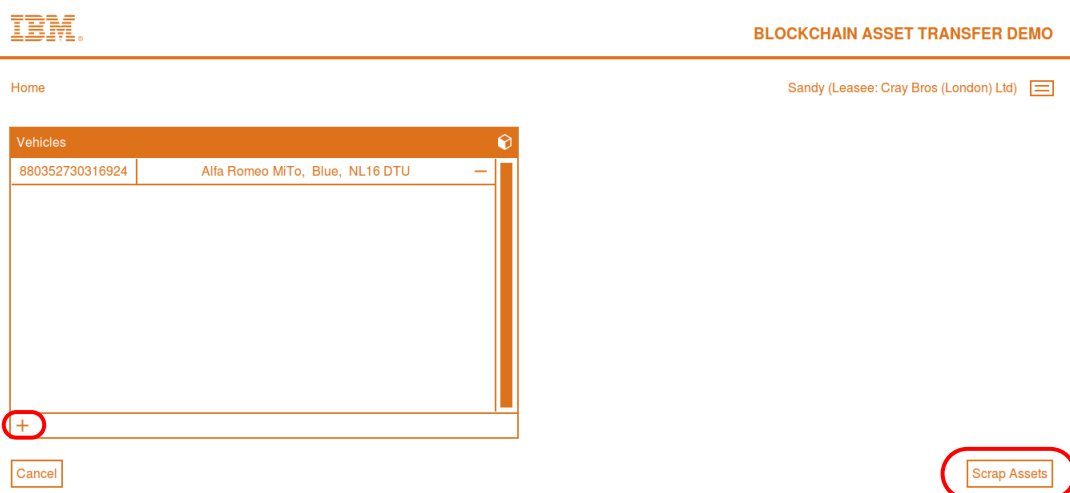 IBM®
BLOCKCHAIN ASSET TRANSFER DEMO
Home
Sandy (Leasee: Cray Bros (London) Ltd)
Vehicles
880352730316924 Alfa Romeo MiTo, Blue, NL16 DTU −
+
Cancel
Scrap Assets